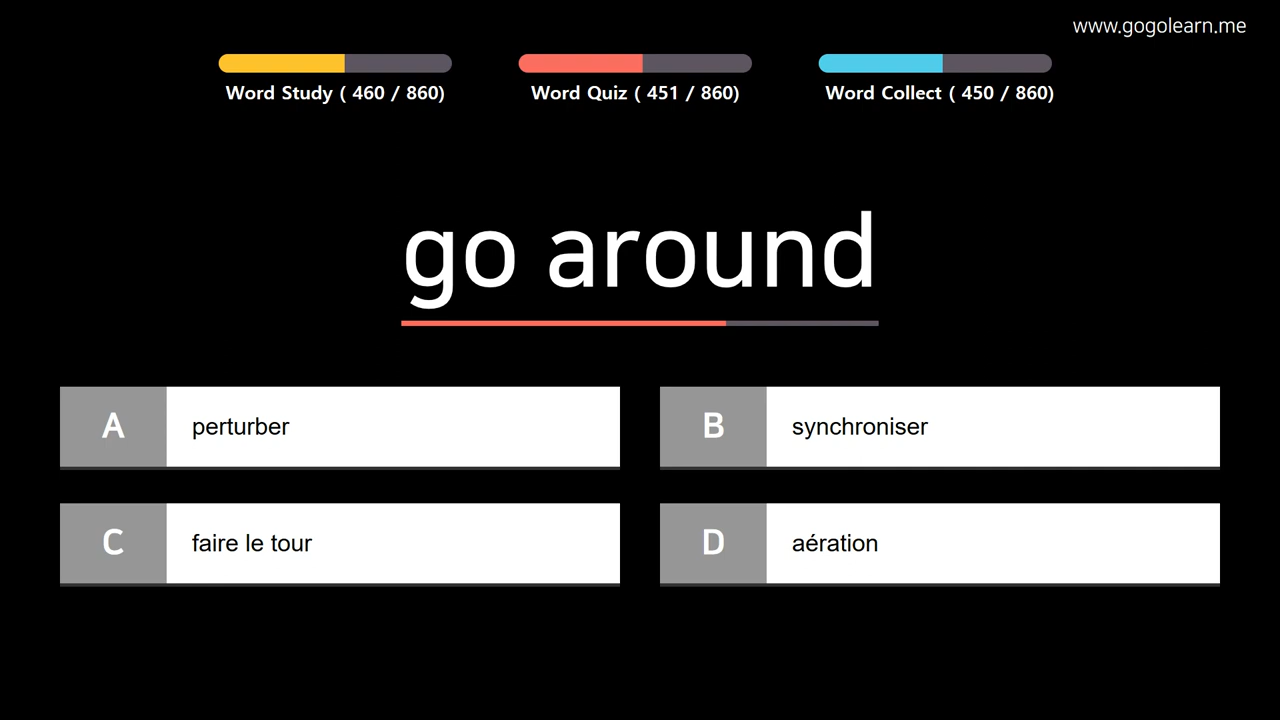 www.gogolearn.me
Word Study ( 460 / 860)
Word Quiz ( 451 / 860)
Word Collect ( 450 / 860)
go around
A perturber
B synchroniser
C faire le tour
D aération